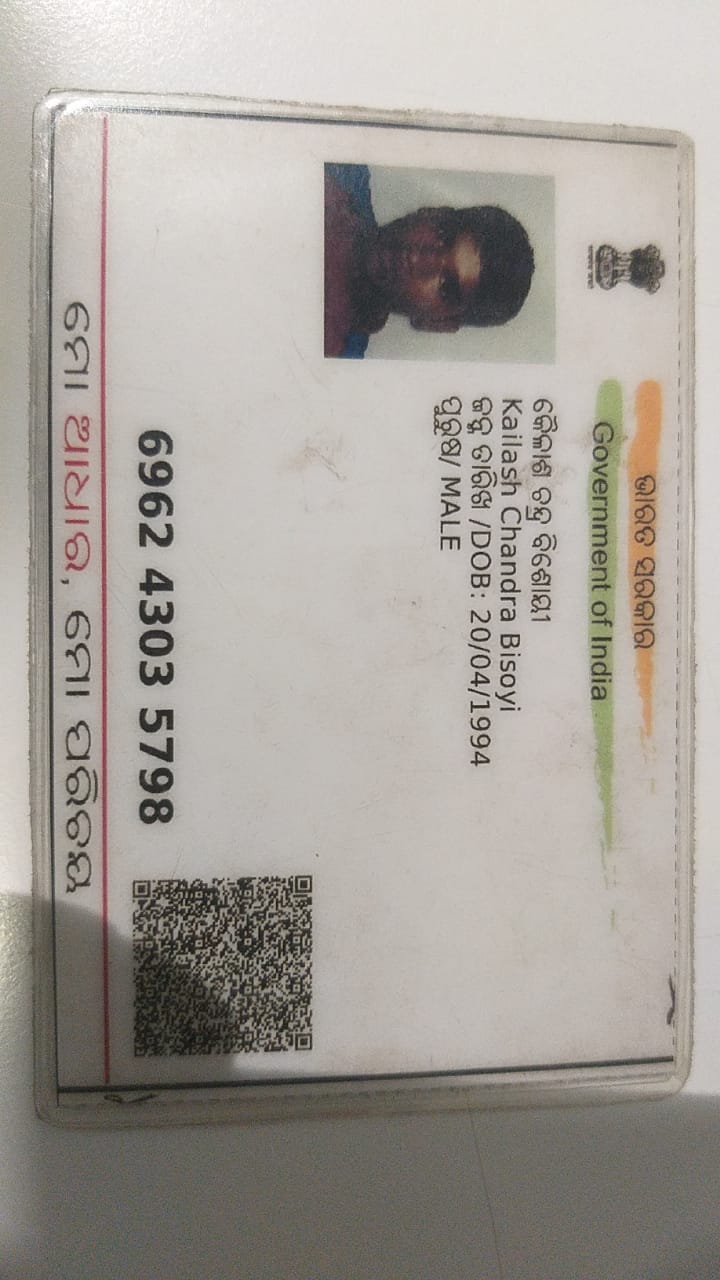 ଭାରତ ସରକାର
Government of India
କୈଳାଶ ଚନ୍ଦ୍ର ବିଶୋୟୀ
Kailash Chandra Bisoyi
ଜନ୍ମ ତାରିଖ /DOB: 20/04/1994
ପୁରୁଷ/ MALE
6962 4303 5798
ମୋ ଆଧାର, ମୋ ପରିଚୟ